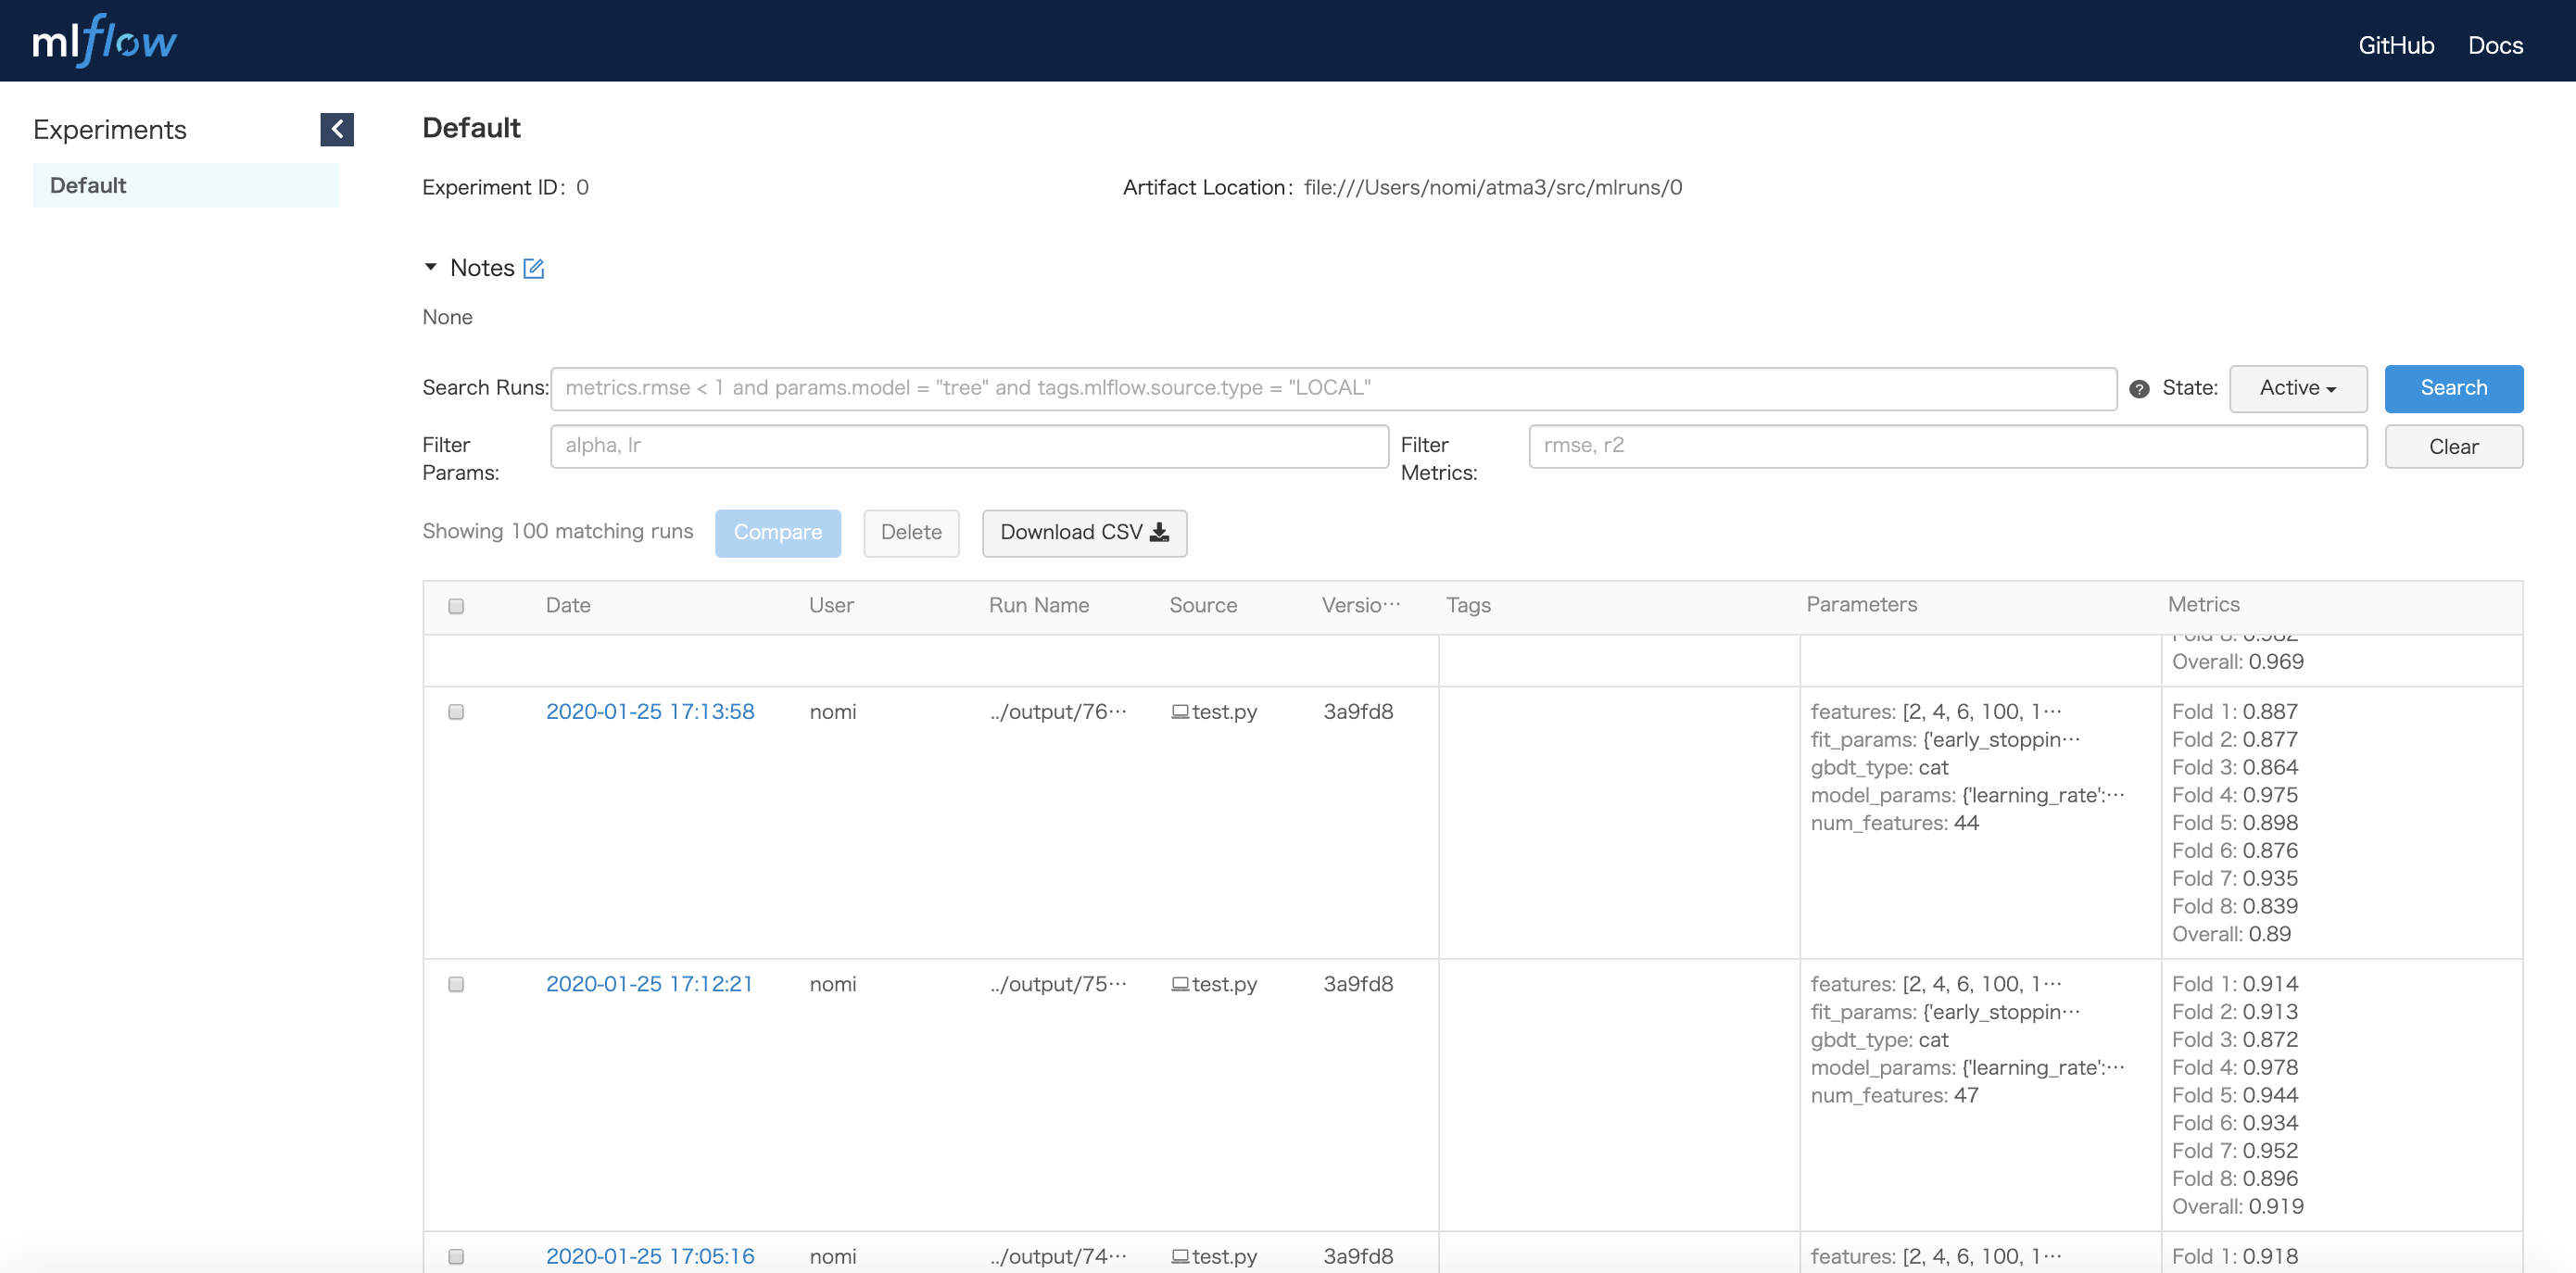 mlflow
GitHub Docs
Experiments
Default
Default
Experiment ID: 0 Artifact Location: file:///Users/nomi/atma3/src/mlruns/0
Notes
None
Search Runs: metrics.rmse < 1 and params.model = "tree" and tags.mlflow.source.type = "LOCAL" ? State: Active Search
Filter Params: alpha, lr Filter Metrics: rmse, r2 Clear
Showing 100 matching runs Compare Delete Download CSV
Date User Run Name Source Versio··· Tags Parameters Metrics
Fold 8: 0.982
Overall: 0.969
2020-01-25 17:13:58 nomi ../output/76··· test.py 3a9fd8 features: [2, 4, 6, 100, 1··· Fold 1: 0.887
fit_params: {'early_stoppin··· Fold 2: 0.877
gbdt_type: cat Fold 3: 0.864
model_params: {'learning_rate':··· Fold 4: 0.975
num_features: 44 Fold 5: 0.898
Fold 6: 0.876
Fold 7: 0.935
Fold 8: 0.839
Overall: 0.89
2020-01-25 17:12:21 nomi ../output/75··· test.py 3a9fd8 features: [2, 4, 6, 100, 1··· Fold 1: 0.914
fit_params: {'early_stoppin··· Fold 2: 0.913
gbdt_type: cat Fold 3: 0.872
model_params: {'learning_rate':··· Fold 4: 0.978
num_features: 47 Fold 5: 0.944
Fold 6: 0.934
Fold 7: 0.952
Fold 8: 0.896
Overall: 0.919
2020-01-25 17:05:16 nomi ../output/74··· test.py 3a9fd8 features: [2, 4, 6, 100, 1··· Fold 1: 0.918